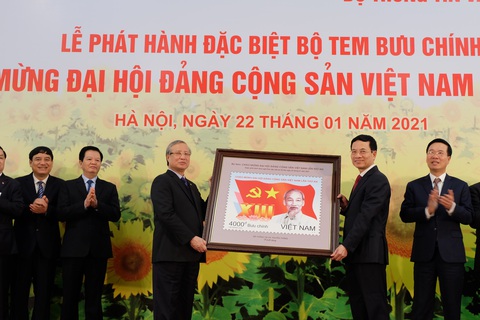 BỘ THÔNG TIN V
LỄ PHÁT HÀNH ĐẶC BIỆT BỘ TEM BƯU CHÍNH
MỪNG ĐẠI HỘI ĐẢNG CỘNG SẢN VIỆT NAM
HÀ NỘI, NGÀY 22 THÁNG 01 NĂM 2021
XIII
4000đ BƯU CHÍNH
VIỆT NAM